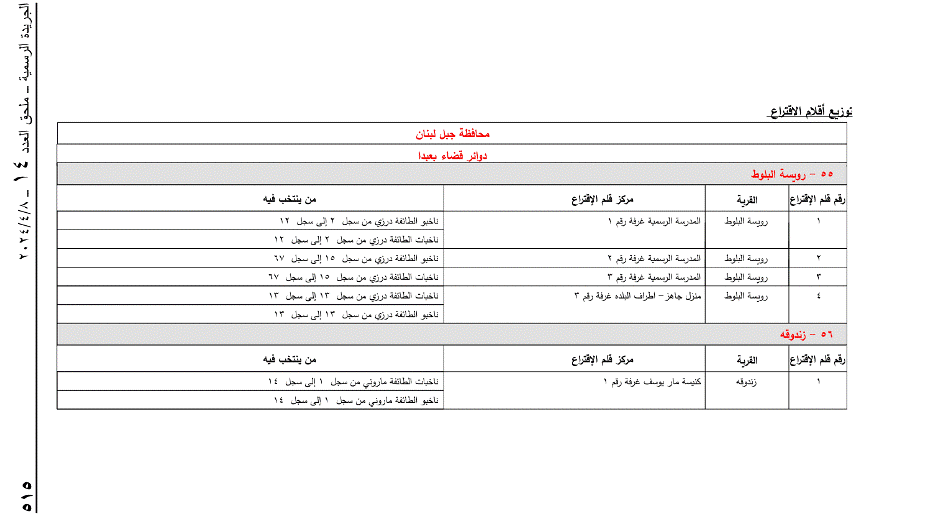 الجريدة الرسمية – ملحق العدد ١٤ – ٢٠٢٤/٤/٨
توزيع أقلام الاقتراع
محافظة جبل لبنان
دوائر قضاء بعبدا
٥٥ – رويسة البلوط
رقم قلم الإقتراع القرية مركز قلم الإقتراع من ينتخب فيه
١ رويسة البلوط المدرسة الرسمية غرفة رقم ١ ناخبو الطائفة درزي من سجل ٢ إلى سجل ١٢
ناخبات الطائفة درزي من سجل ٢ إلى سجل ١٢
٢ رويسة البلوط المدرسة الرسمية غرفة رقم ٢ ناخبو الطائفة درزي من سجل ١٥ إلى سجل ٦٧
٣ رويسة البلوط المدرسة الرسمية غرفة رقم ٣ ناخبات الطائفة درزي من سجل ١٥ إلى سجل ٦٧
٤ رويسة البلوط منزل جاهز – اطراف البلده غرفة رقم ٣ ناخبات الطائفة درزي من سجل ١٣ إلى سجل ١٣
ناخبو الطائفة درزي من سجل ١٣ إلى سجل ١٣
٥٦ – زندوقه
رقم قلم الإقتراع القرية مركز قلم الإقتراع من ينتخب فيه
١ زندوقه كنيسة مار يوسف غرفة رقم ١ ناخبات الطائفة ماروني من سجل ١ إلى سجل ١٤
ناخبو الطائفة ماروني من سجل ١ إلى سجل ١٤
٥١٥